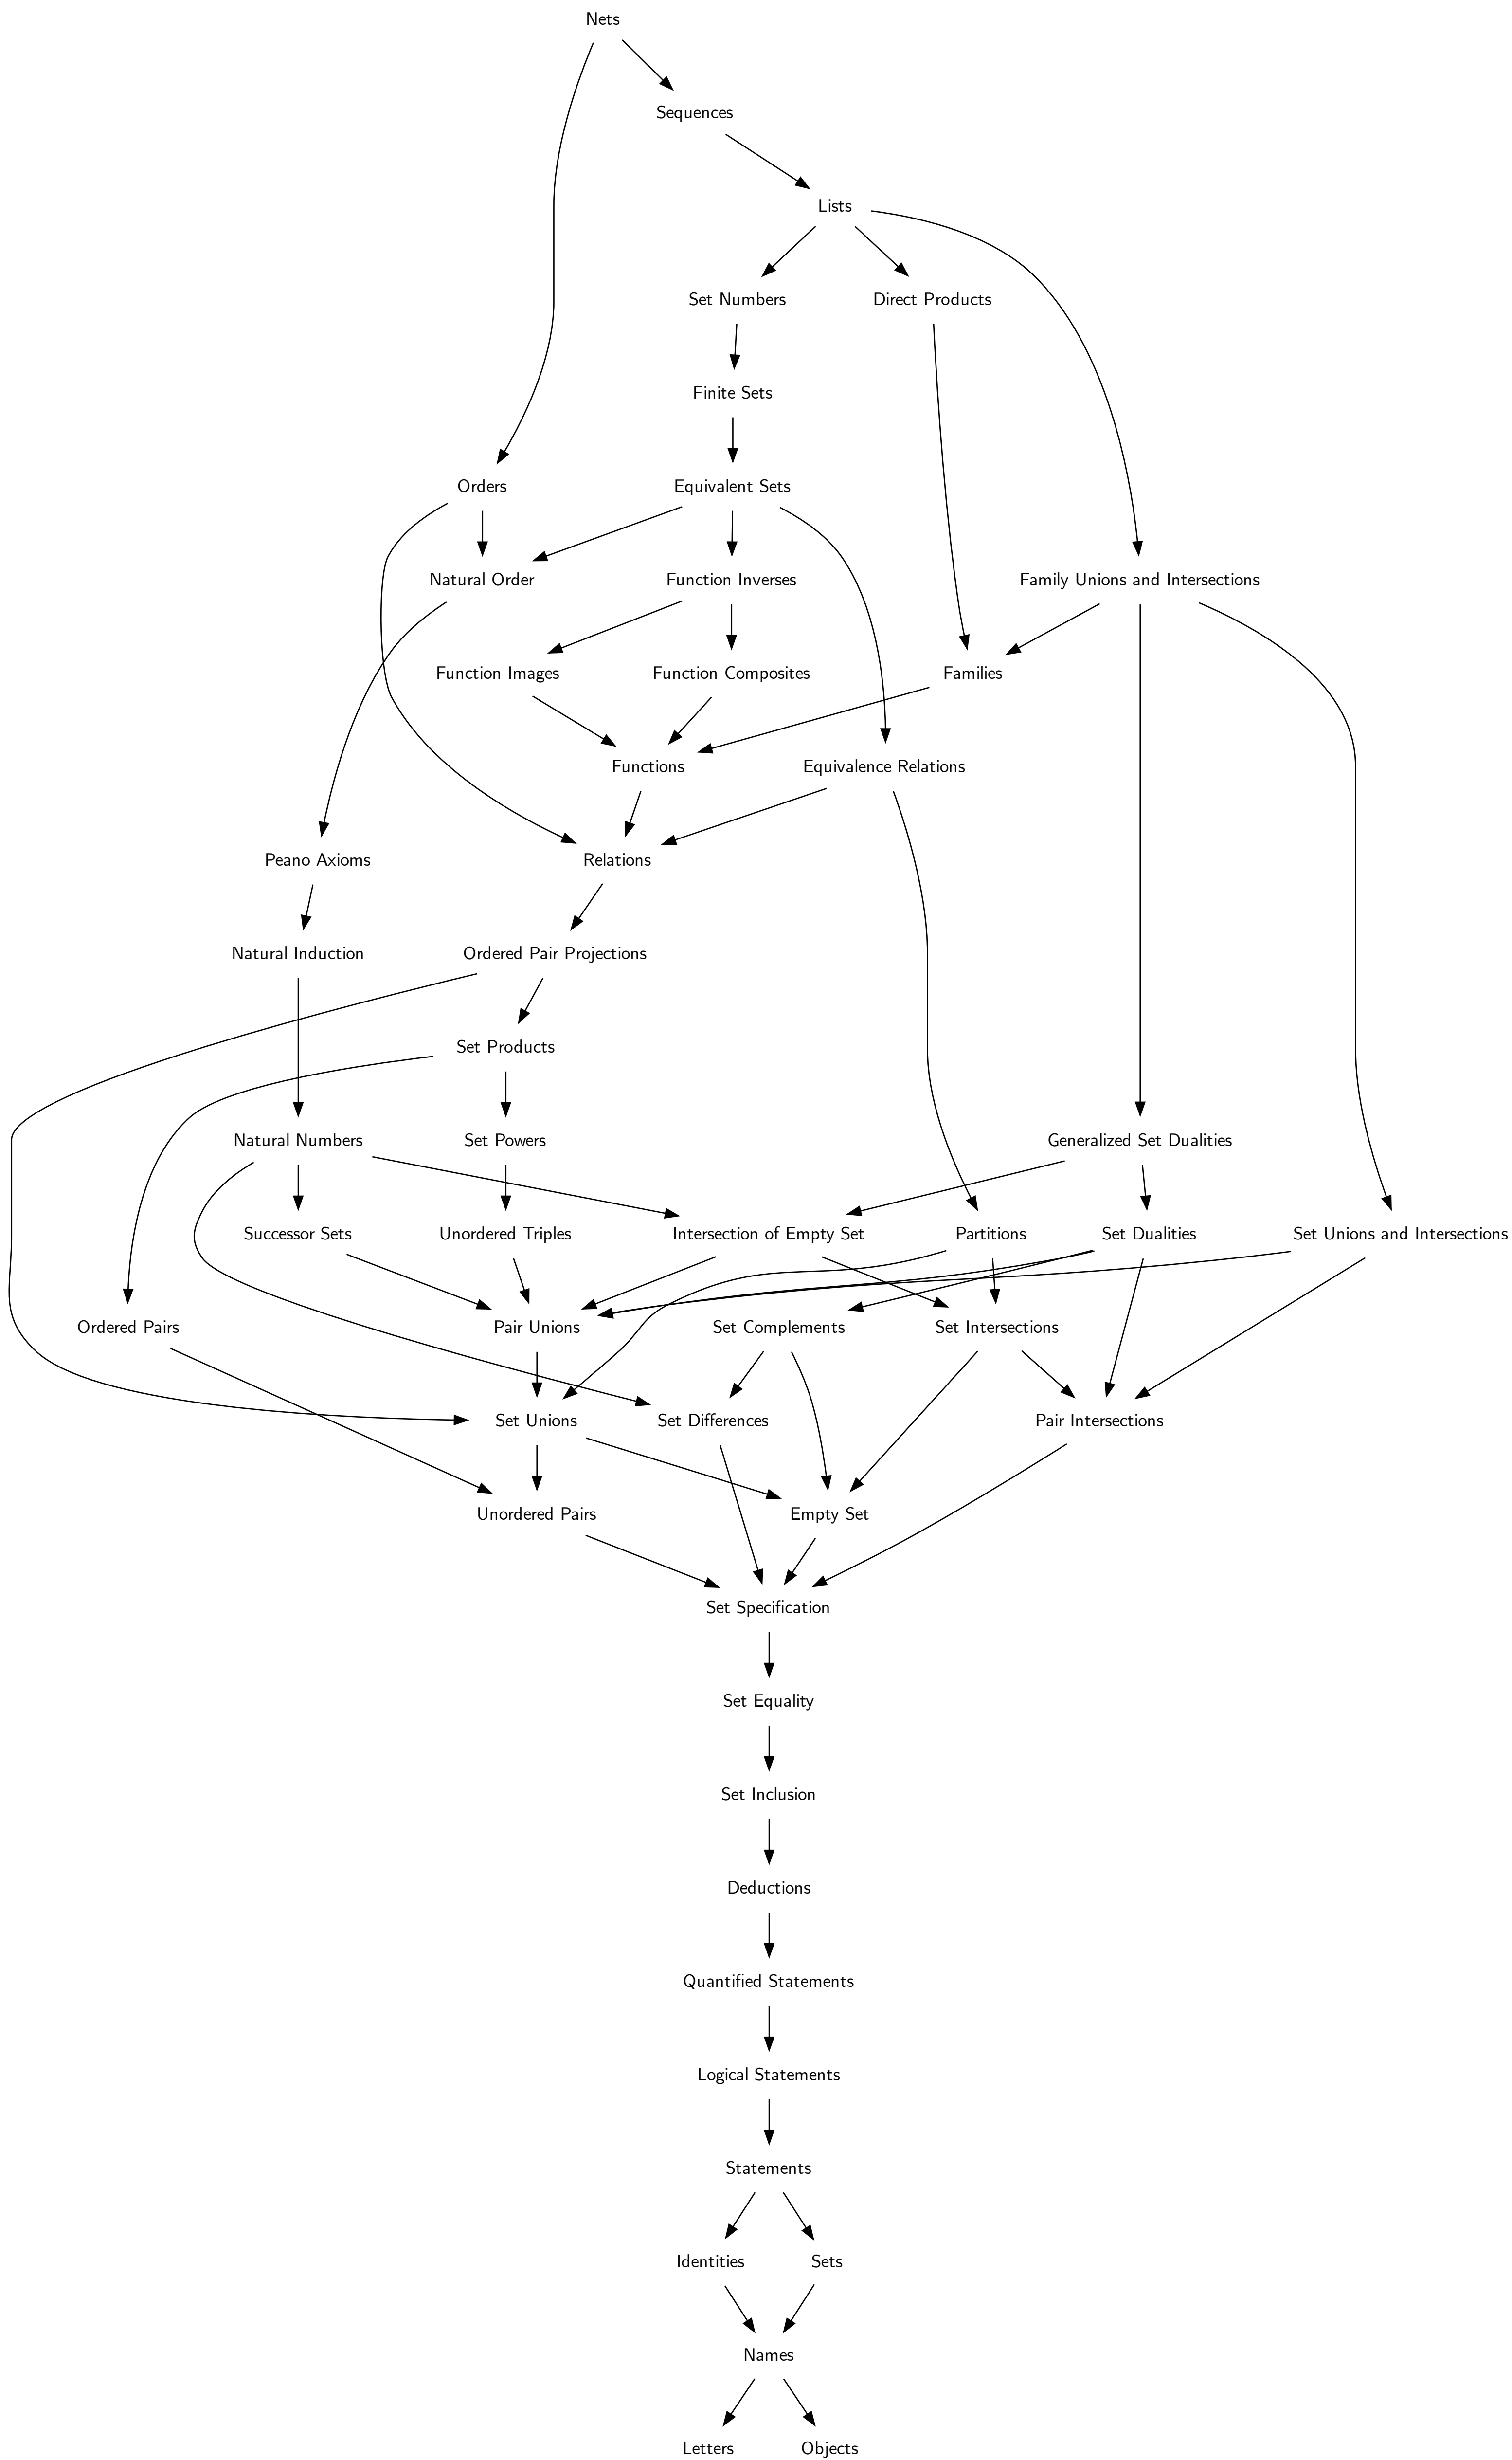 Nets
Sequences
Lists
Set Numbers
Direct Products
Finite Sets
Orders
Equivalent Sets
Natural Order
Function Inverses
Family Unions and Intersections
Function Images
Function Composites
Families
Functions
Equivalence Relations
Peano Axioms
Relations
Natural Induction
Ordered Pair Projections
Set Products
Natural Numbers
Set Powers
Generalized Set Dualities
Successor Sets
Unordered Triples
Intersection of Empty Set
Partitions
Set Dualities
Set Unions and Intersections
Ordered Pairs
Pair Unions
Set Complements
Set Intersections
Set Unions
Set Differences
Pair Intersections
Unordered Pairs
Empty Set
Set Specification
Set Equality
Set Inclusion
Deductions
Quantified Statements
Logical Statements
Statements
Identities
Sets
Names
Letters
Objects